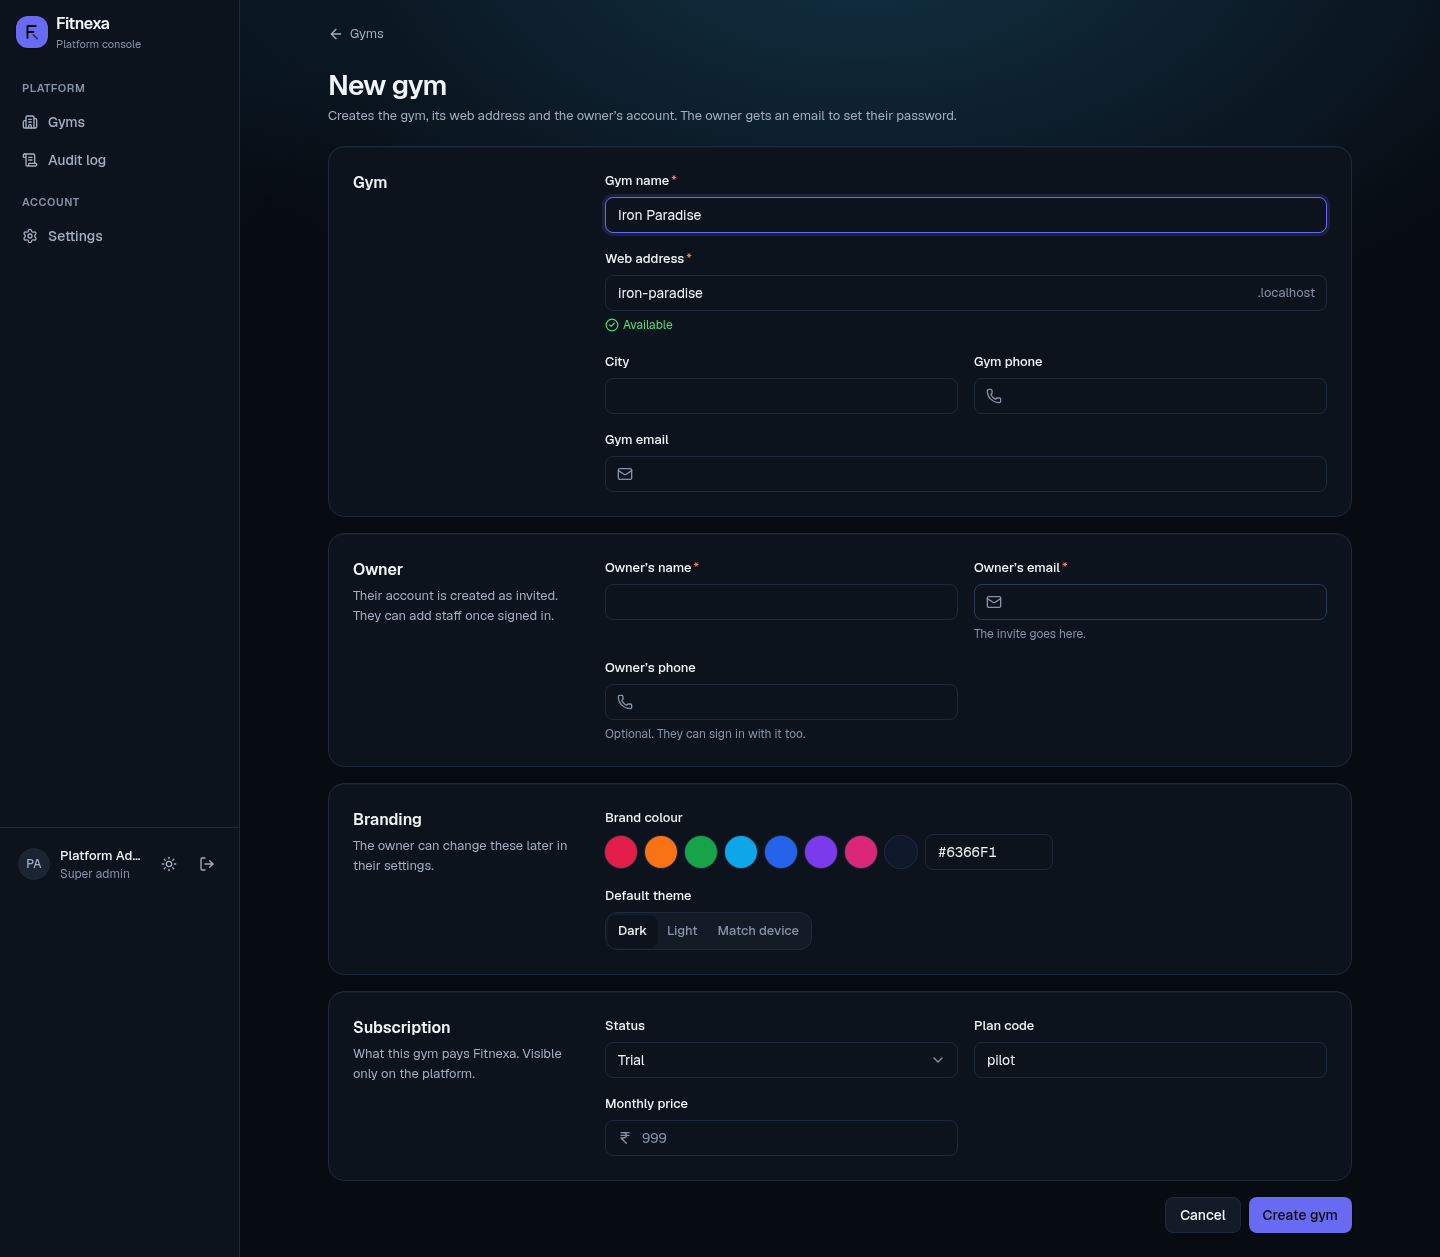 Fitnexa
Platform console
PLATFORM
Gyms
Audit log
ACCOUNT
Settings
PA
Platform Ad...
Super admin
Gyms
New gym
Creates the gym, its web address and the owner's account. The owner gets an email to set their password.
Gym
Gym name*
Iron Paradise
Web address*
iron-paradise
.localhost
Available
City
Gym phone
Gym email
Owner
Their account is created as invited.
They can add staff once signed in.
Owner's name*
Owner's email*
The invite goes here.
Owner's phone
Optional. They can sign in with it too.
Branding
The owner can change these later in
their settings.
Brand colour
#6366F1
Default theme
Dark Light Match device
Subscription
What this gym pays Fitnexa. Visible
only on the platform.
Status
Trial
Plan code
pilot
Monthly price
₹ 999
Cancel
Create gym